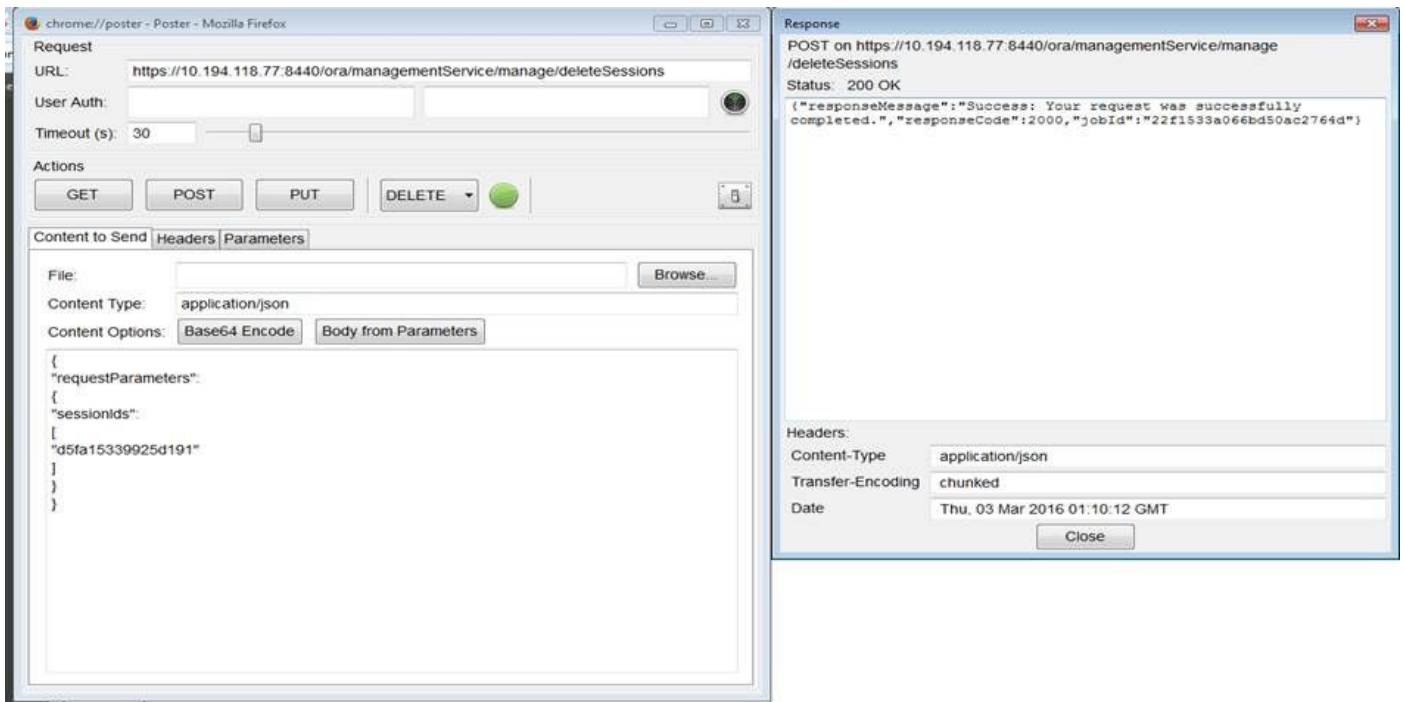 chrome://poster - Poster - Mozilla Firefox
Request
URL: https://10.194.118.77:8440/ora/managementService/manage/deleteSessions
User Auth:
Timeout (s): 30
Actions
GET POST PUT DELETE
Content to Send Headers Parameters
File: Browse...
Content Type: application/json
Content Options: Base64 Encode Body from Parameters
{
"requestParameters":
{
"sessionIds":
[
"d5fa15339925d191"
]
}
}
Response
POST on https://10.194.118.77:8440/ora/managementService/manage
/deleteSessions
Status: 200 OK
{"responseMessage":"Success: Your request was successfully
completed.","responseCode":2000,"jobId":"22f1533a066bd50ac2764d"}
Headers:
Content-Type application/json
Transfer-Encoding chunked
Date Thu, 03 Mar 2016 01:10:12 GMT
Close